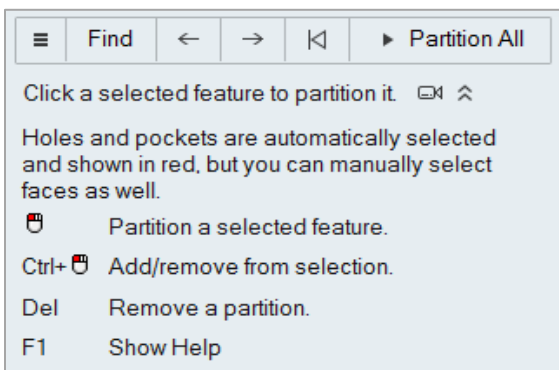 Find Partition All
Click a selected feature to partition it.
Holes and pockets are automatically selected
and shown in red, but you can manually select
faces as well.
Partition a selected feature.
Ctrl+ Add/remove from selection.
Del Remove a partition.
F1 Show Help